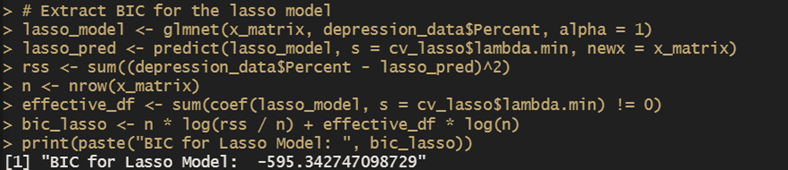 > # Extract BIC for the lasso model
> lasso_model <- glmnet(x_matrix, depression_data$Percent, alpha = 1)
> lasso_pred <- predict(lasso_model, s = cv_lasso$lambda.min, newx = x_matrix)
> rss <- sum((depression_data$Percent - lasso_pred)^2)
> n <- nrow(x_matrix)
> effective_df <- sum(coef(lasso_model, s = cv_lasso$lambda.min) != 0)
> bic_lasso <- n * log(rss / n) + effective_df * log(n)
> print(paste("BIC for Lasso Model: ", bic_lasso))
[1] "BIC for Lasso Model:  -595.342747098729"